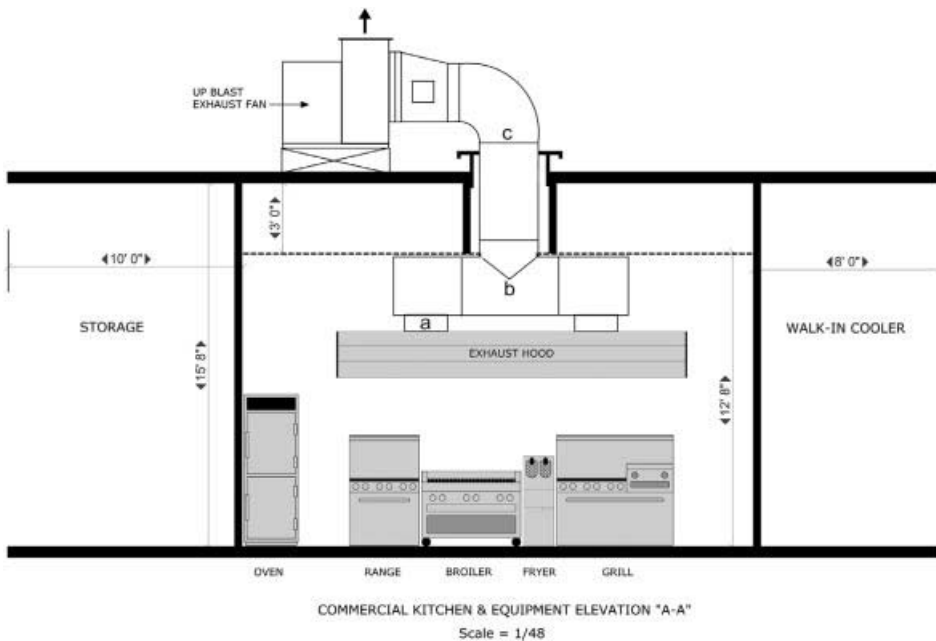 UP BLAST
EXHAUST FAN
c
3' 0"
10' 0"
8' 0"
b
STORAGE
a
WALK-IN COOLER
EXHAUST HOOD
15' 8"
12' 8"
OVEN RANGE BROILER FRYER GRILL
COMMERCIAL KITCHEN & EQUIPMENT ELEVATION "A-A"
Scale = 1/48